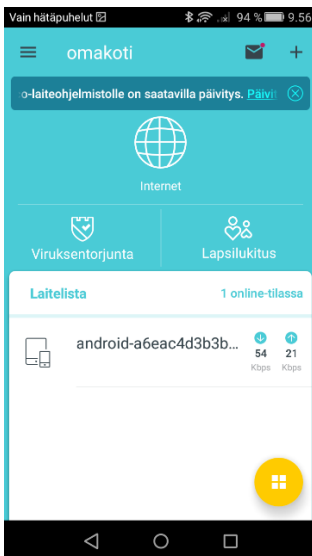 Vain hätäpuhelut 94 % 9.56
omakoti
o-laiteohjelmistolle on saatavilla päivitys. Päivit
Internet
Viruksentorjunta Lapsilukitus
Laitelista 1 online-tilassa
android-a6eac4d3b3b... 54 21
Kbps Kbps